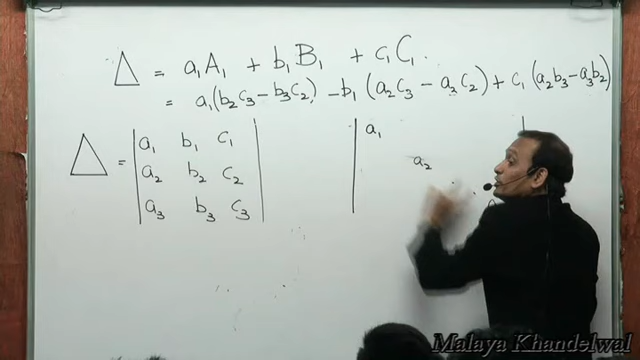 Δ = a₁A₁ + b₁B₁ + c₁C₁.
= a₁(b₂c₃ − b₃c₂) − b₁(a₂c₃ − a₃c₂) + c₁(a₂b₃ − a₃b₂)
Δ = | a₁ b₁ c₁ | | a₁ |
| a₂ b₂ c₂ | a₂
| a₃ b₃ c₃ |
Malaya Khandelwal